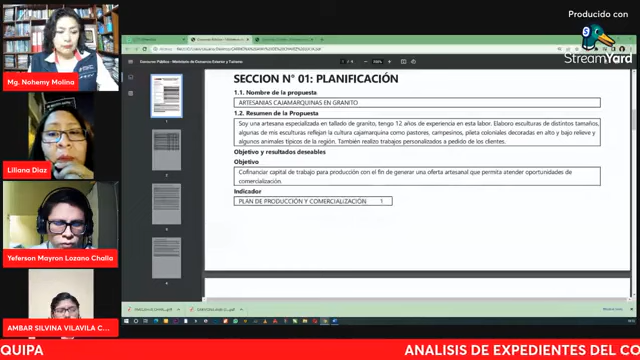 Producido con
StreamYard
Mg. Nohemy Molina
Liliana Diaz
Yeferson Mayron Lozano Challa
AMBAR SILVINA VILAVILA C...
SECCION N° 01: PLANIFICACIÓN
1.1. Nombre de la propuesta
ARTESANIAS CAJAMARQUINAS EN GRANITO
1.2. Resumen de la Propuesta
Soy una artesana especializada en tallado de granito, tengo 12 años de experiencia en esta labor. Elaboro esculturas de distintos tamaños,
algunas de mis esculturas reflejan la cultura cajamarquina como pastores, campesinos, pileta coloniales decoradas en alto y bajo relieve y
algunos animales típicos de la región. También realizo trabajos personalizados a pedido de los clientes.
Objetivo y resultados deseables
Objetivo
Cofinanciar capital de trabajo para producción con el fin de generar una oferta artesanal que permita atender oportunidades de
comercialización.
Indicador
PLAN DE PRODUCCIÓN Y COMERCIALIZACIÓN 1
QUIPA
ANALISIS DE EXPEDIENTES DEL CO